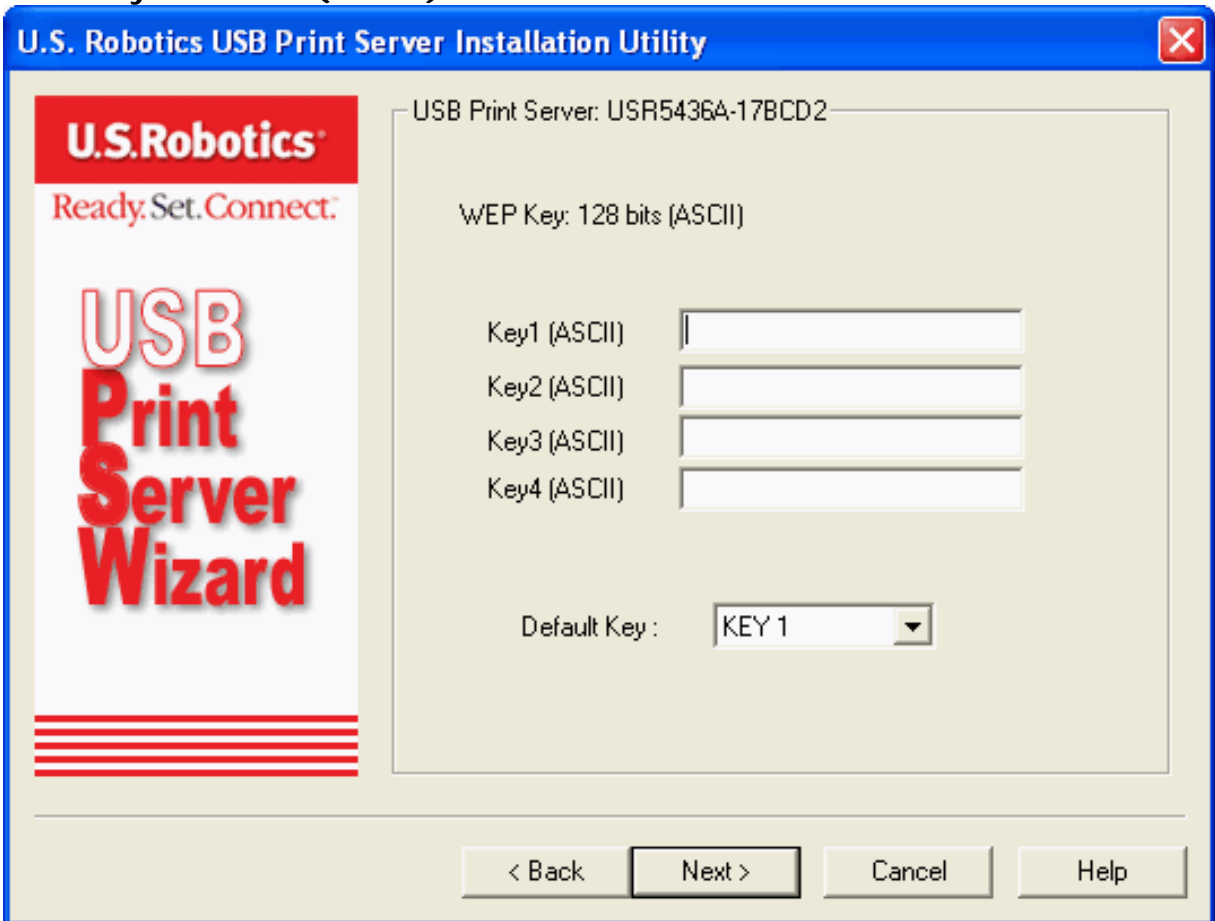 U.S. Robotics USB Print Server Installation Utility
U.S.Robotics
Ready. Set. Connect.
USB
Print
Server
Wizard
USB Print Server: USR5436A-17BCD2
WEP Key: 128 bits (ASCII)
Key1 (ASCII)
Key2 (ASCII)
Key3 (ASCII)
Key4 (ASCII)
Default Key : KEY 1
< Back Next > Cancel Help